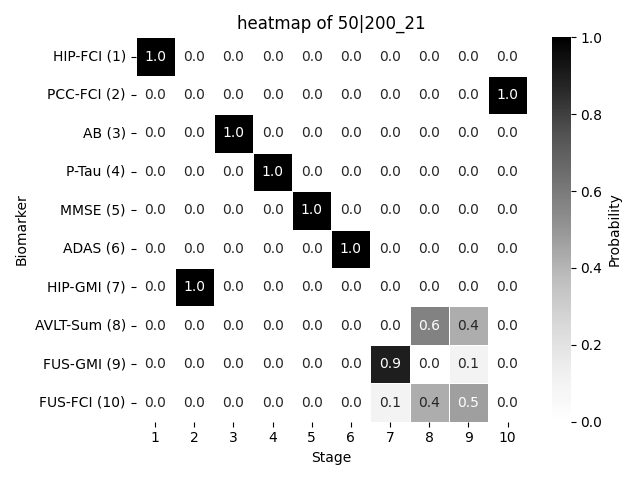 heatmap of 50|200_21
HIP-FCI (1) 1.0 0.0 0.0 0.0 0.0 0.0 0.0 0.0 0.0 0.0
PCC-FCI (2) 0.0 0.0 0.0 0.0 0.0 0.0 0.0 0.0 0.0 1.0
AB (3) 0.0 0.0 1.0 0.0 0.0 0.0 0.0 0.0 0.0 0.0
P-Tau (4) 0.0 0.0 0.0 1.0 0.0 0.0 0.0 0.0 0.0 0.0
MMSE (5) 0.0 0.0 0.0 0.0 1.0 0.0 0.0 0.0 0.0 0.0
ADAS (6) 0.0 0.0 0.0 0.0 0.0 1.0 0.0 0.0 0.0 0.0
HIP-GMI (7) 0.0 1.0 0.0 0.0 0.0 0.0 0.0 0.0 0.0 0.0
AVLT-Sum (8) 0.0 0.0 0.0 0.0 0.0 0.0 0.0 0.6 0.4 0.0
FUS-GMI (9) 0.0 0.0 0.0 0.0 0.0 0.0 0.9 0.0 0.1 0.0
FUS-FCI (10) 0.0 0.0 0.0 0.0 0.0 0.0 0.1 0.4 0.5 0.0
1 2 3 4 5 6 7 8 9 10
Stage
Biomarker
1.0
0.8
0.6
0.4
0.2
0.0
Probability